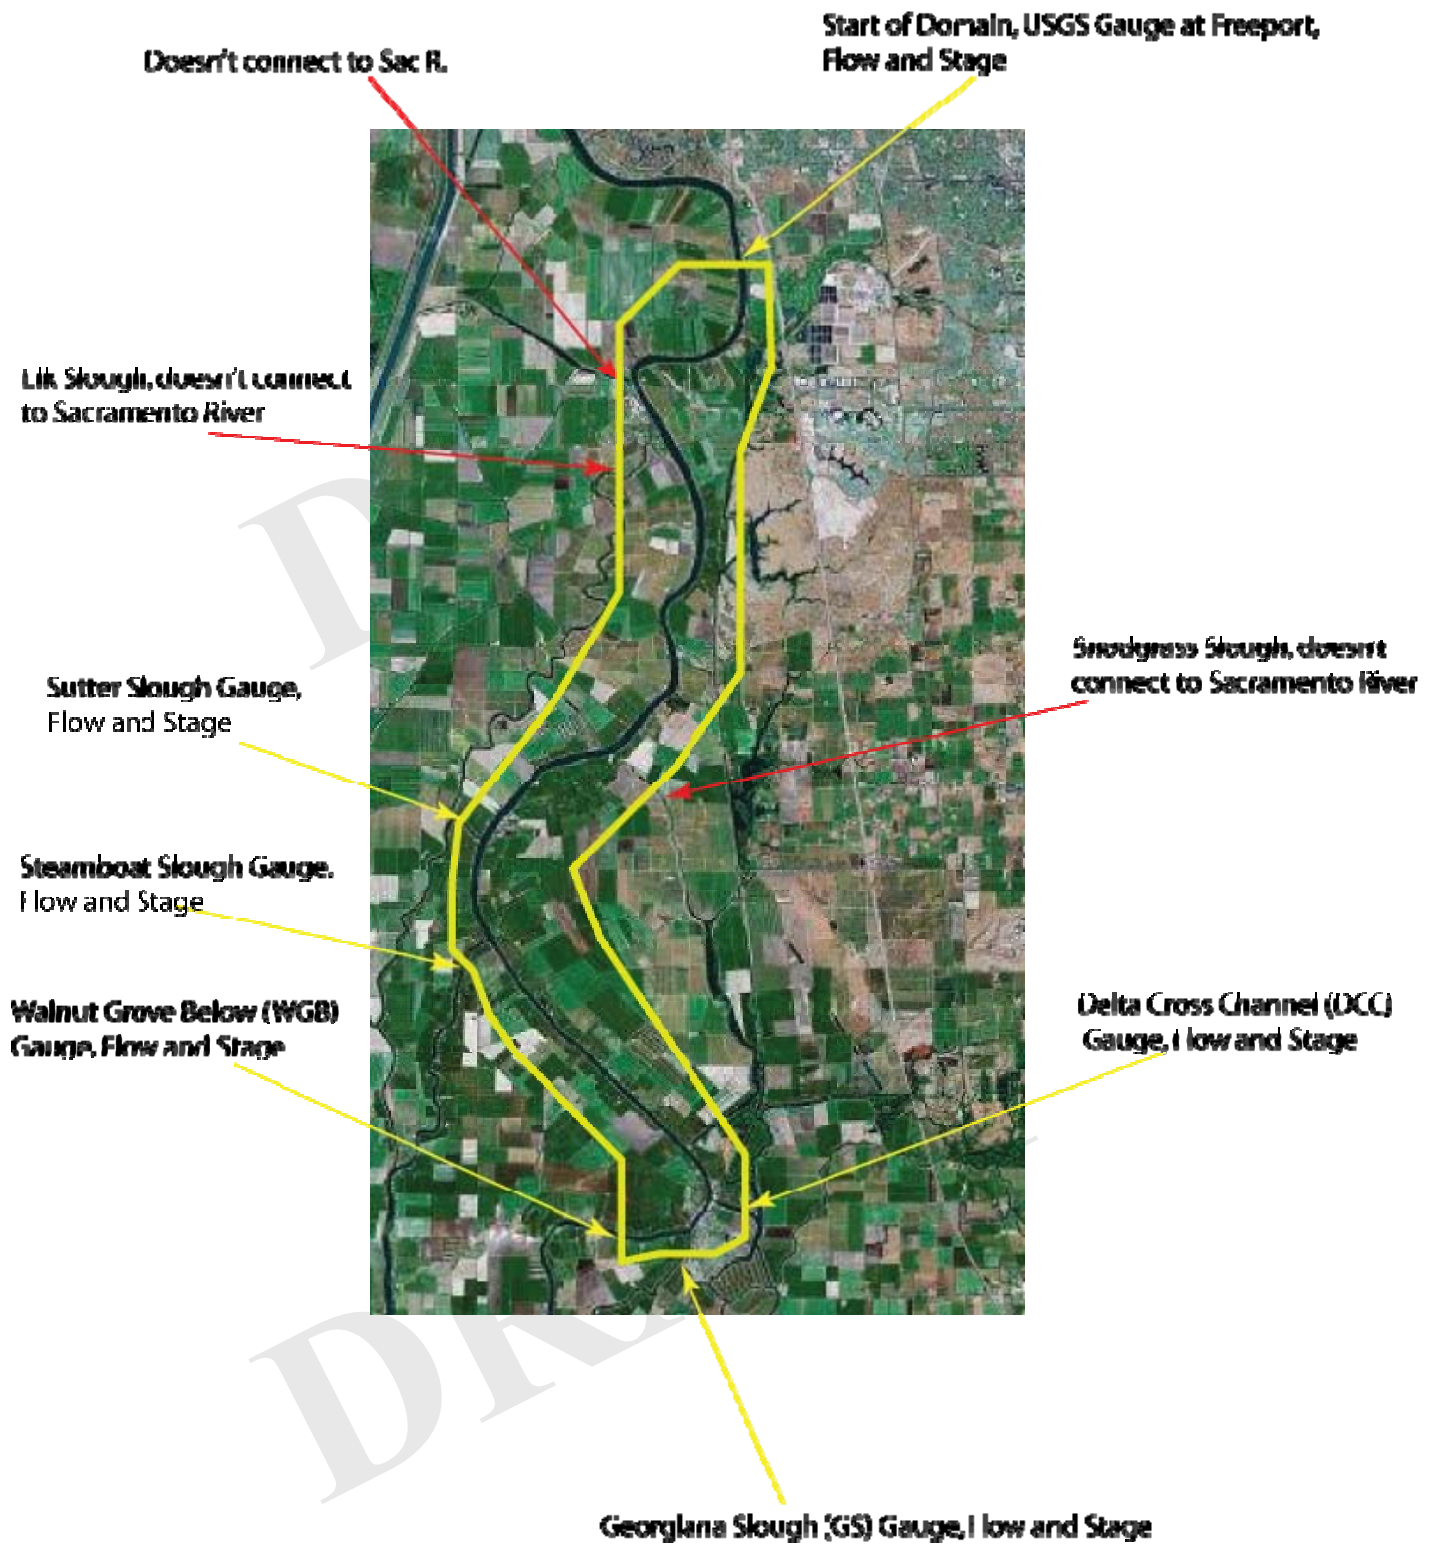 Start of Domain, USGS Gauge at Freeport,
Flow and Stage
Doesn't connect to Sac R.
Elk Slough, doesn't connect
to Sacramento River
Snodgrass Slough, doesn't
connect to Sacramento River
Sutter Slough Gauge,
Flow and Stage
Steamboat Slough Gauge.
Flow and Stage
Walnut Grove Below (WGB)
Gauge, Flow and Stage
Delta Cross Channel (DCC)
Gauge, Flow and Stage
Georgiana Slough (GS) Gauge, Flow and Stage